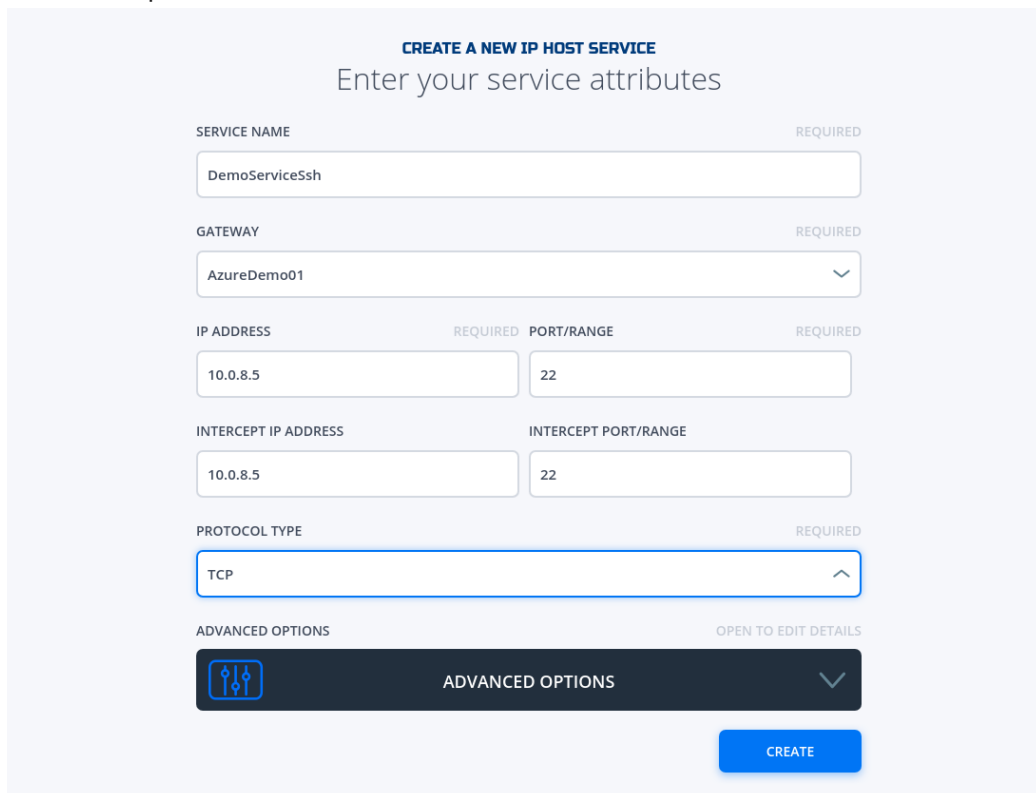 CREATE A NEW IP HOST SERVICE
Enter your service attributes
SERVICE NAME REQUIRED
DemoServiceSsh
GATEWAY REQUIRED
AzureDemo01
IP ADDRESS REQUIRED PORT/RANGE REQUIRED
10.0.8.5 22
INTERCEPT IP ADDRESS INTERCEPT PORT/RANGE
10.0.8.5 22
PROTOCOL TYPE REQUIRED
TCP
ADVANCED OPTIONS OPEN TO EDIT DETAILS
ADVANCED OPTIONS
CREATE